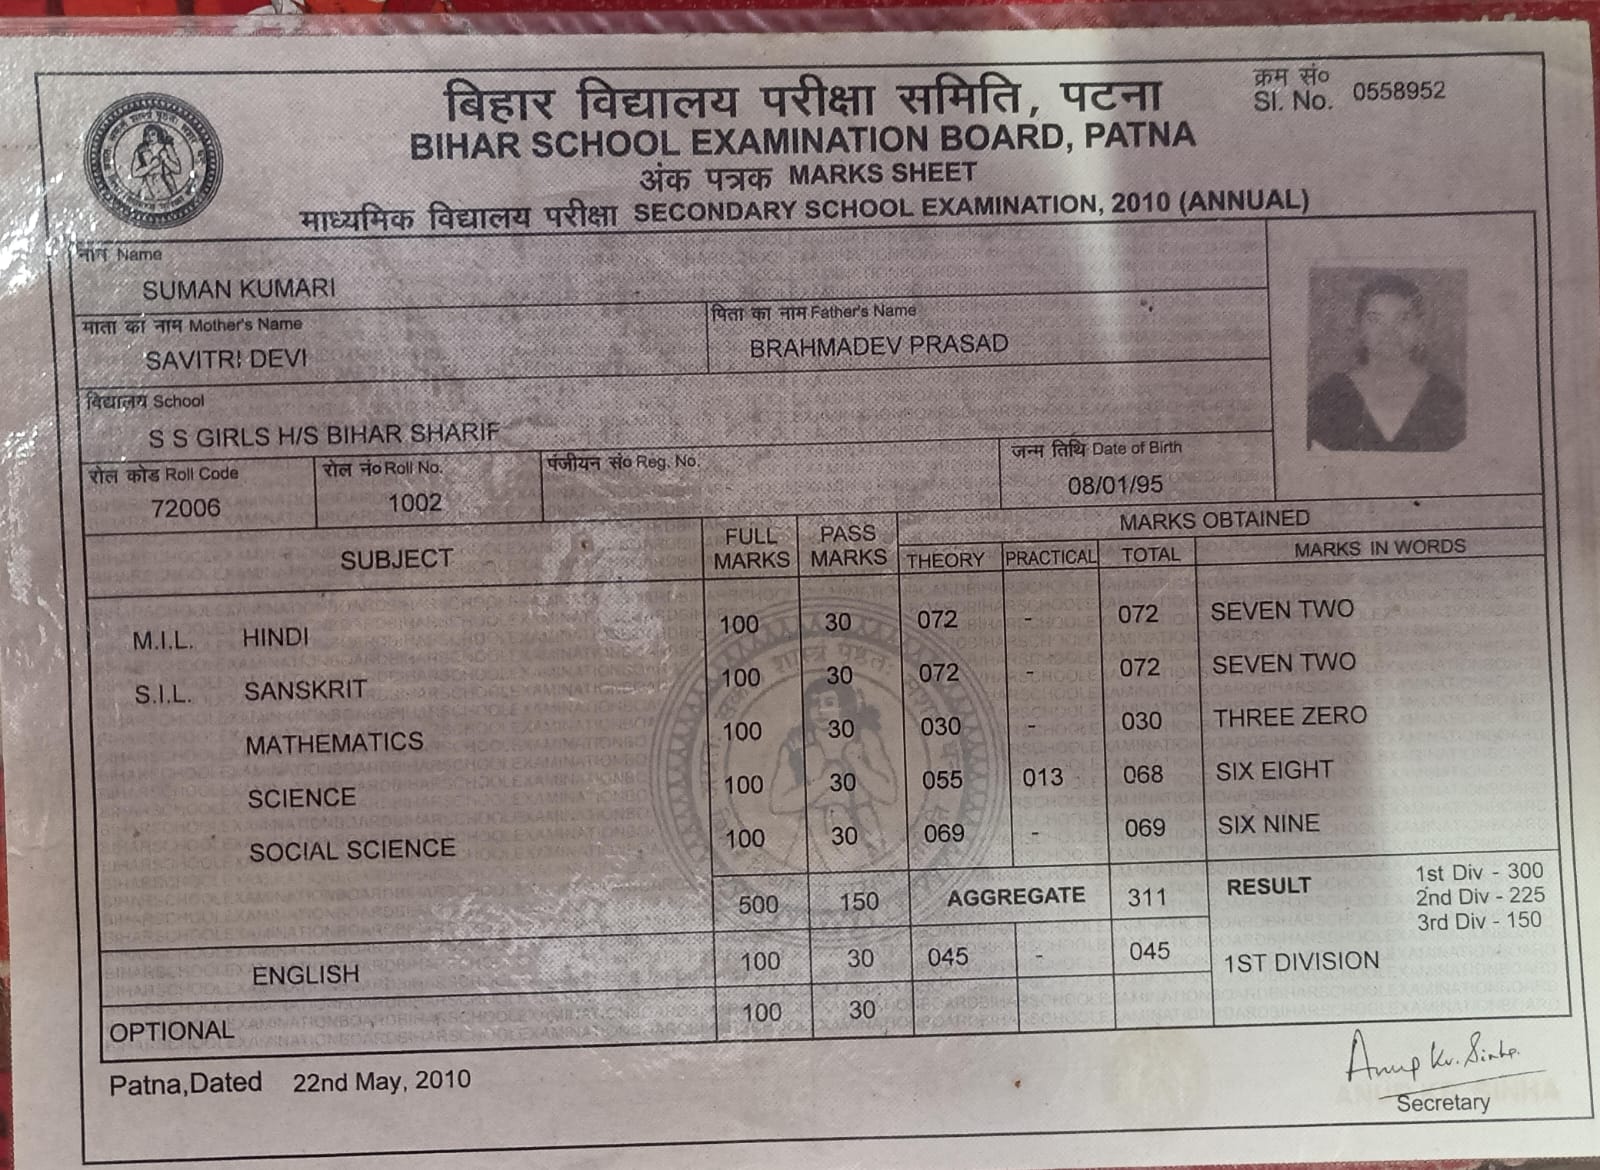 बिहार विद्यालय परीक्षा समिति, पटना
क्रम सं०
Sl. No. 0558952
BIHAR SCHOOL EXAMINATION BOARD, PATNA
अंक पत्रक MARKS SHEET
माध्यमिक विद्यालय परीक्षा SECONDARY SCHOOL EXAMINATION, 2010 (ANNUAL)
नाम Name
SUMAN KUMARI
माता का नाम Mother's Name
SAVITRI DEVI
पिता का नाम Father's Name
BRAHMADEV PRASAD
विद्यालय School
S S GIRLS H/S BIHAR SHARIF
रोल कोड Roll Code
72006
रोल नं० Roll No.
1002
पंजीयन सं० Reg. No.
जन्म तिथि Date of Birth
08/01/95
SUBJECT FULL MARKS PASS MARKS MARKS OBTAINED
THEORY PRACTICAL TOTAL MARKS IN WORDS
M.I.L. HINDI 100 30 072 - 072 SEVEN TWO
S.I.L. SANSKRIT 100 30 072 - 072 SEVEN TWO
MATHEMATICS 100 30 030 - 030 THREE ZERO
SCIENCE 100 30 055 013 068 SIX EIGHT
SOCIAL SCIENCE 100 30 069 - 069 SIX NINE
500 150 AGGREGATE 311 RESULT
1st Div - 300
2nd Div - 225
3rd Div - 150
ENGLISH 100 30 045 - 045 1ST DIVISION
OPTIONAL 100 30
Patna,Dated 22nd May, 2010
Anup Kr. Sinha.
Secretary